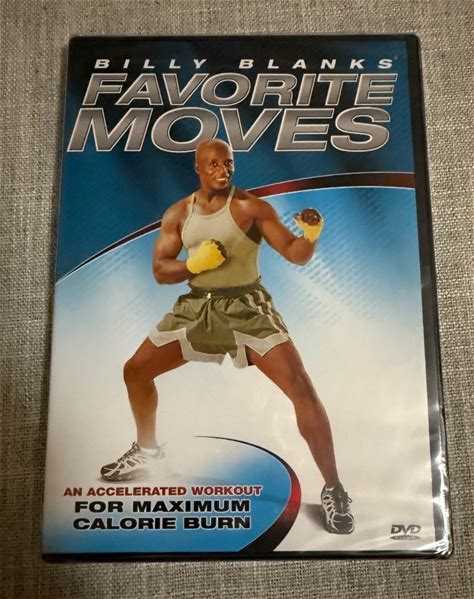 BILLY BLANKS®
FAVORITE
MOVES
AN ACCELERATED WORKOUT
FOR MAXIMUM
CALORIE BURN
DVD